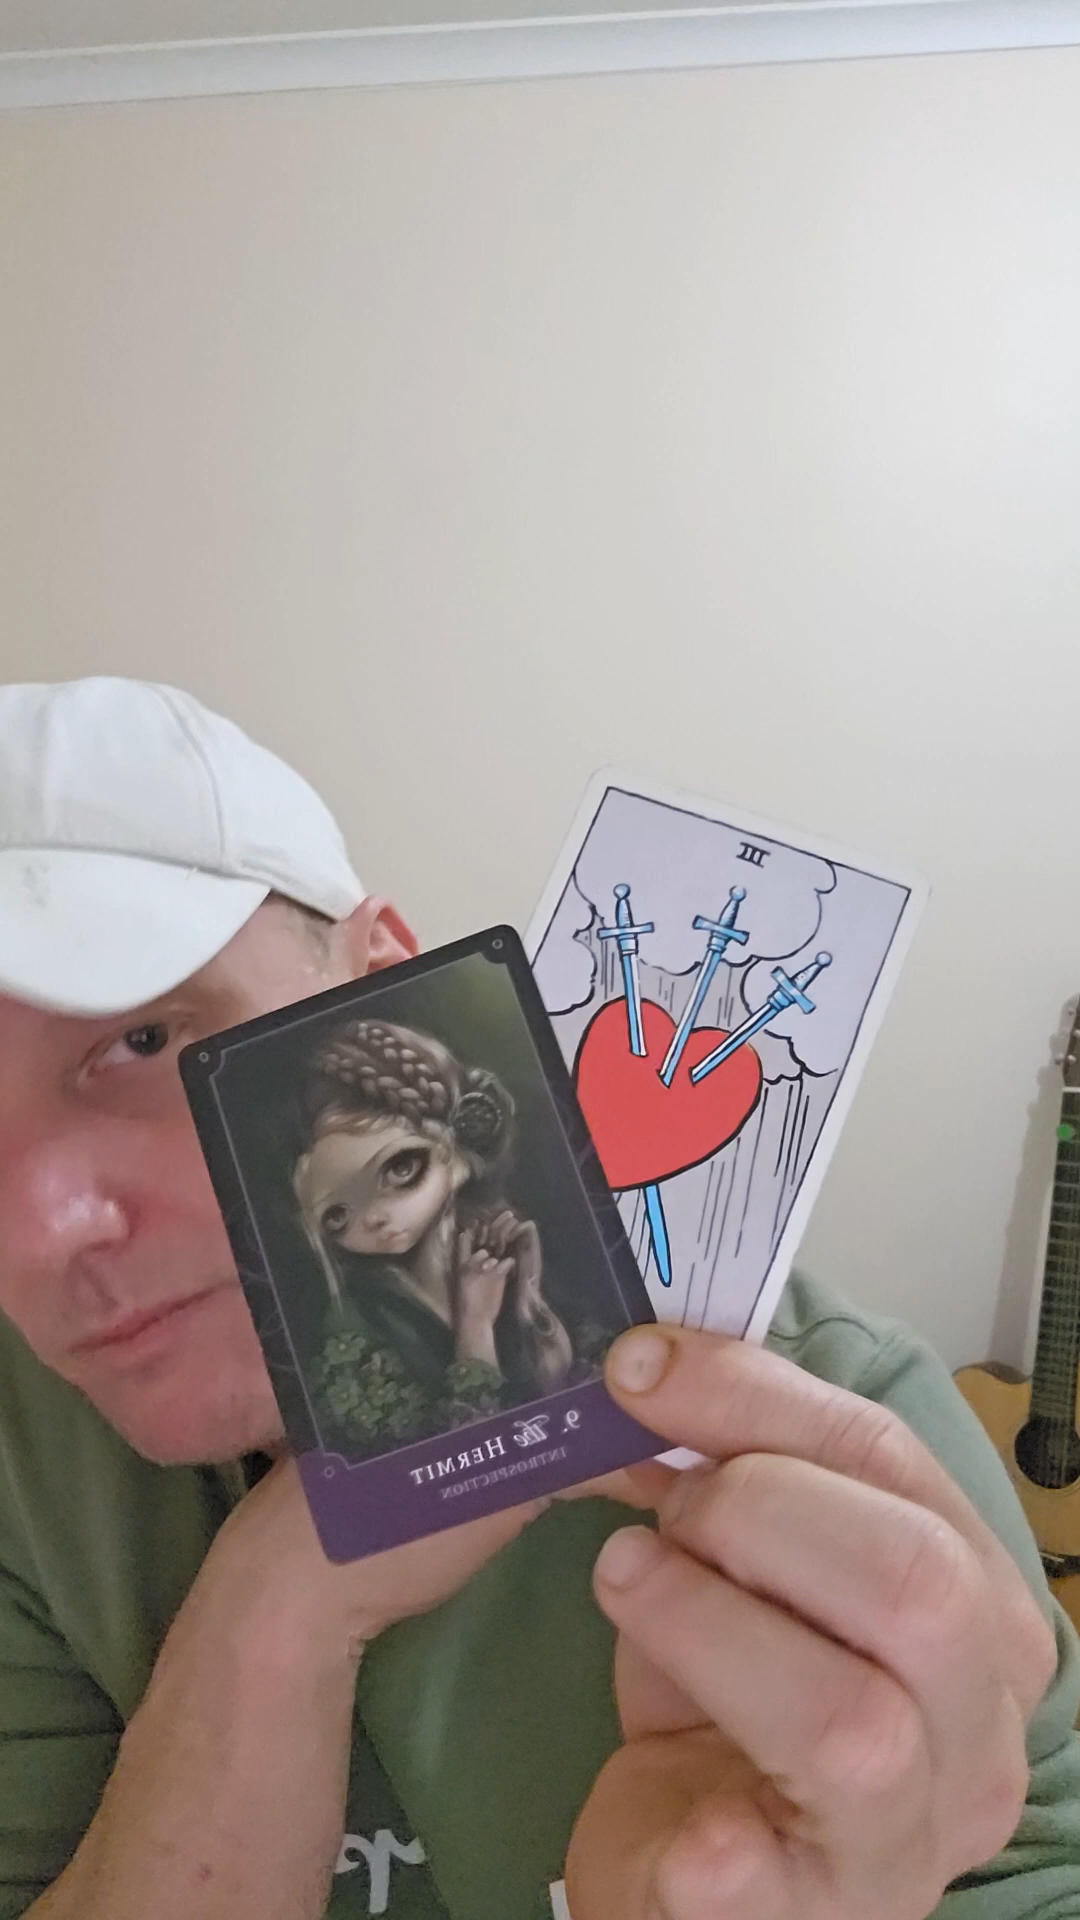 III
9. The HERMIT
INTROSPECTION